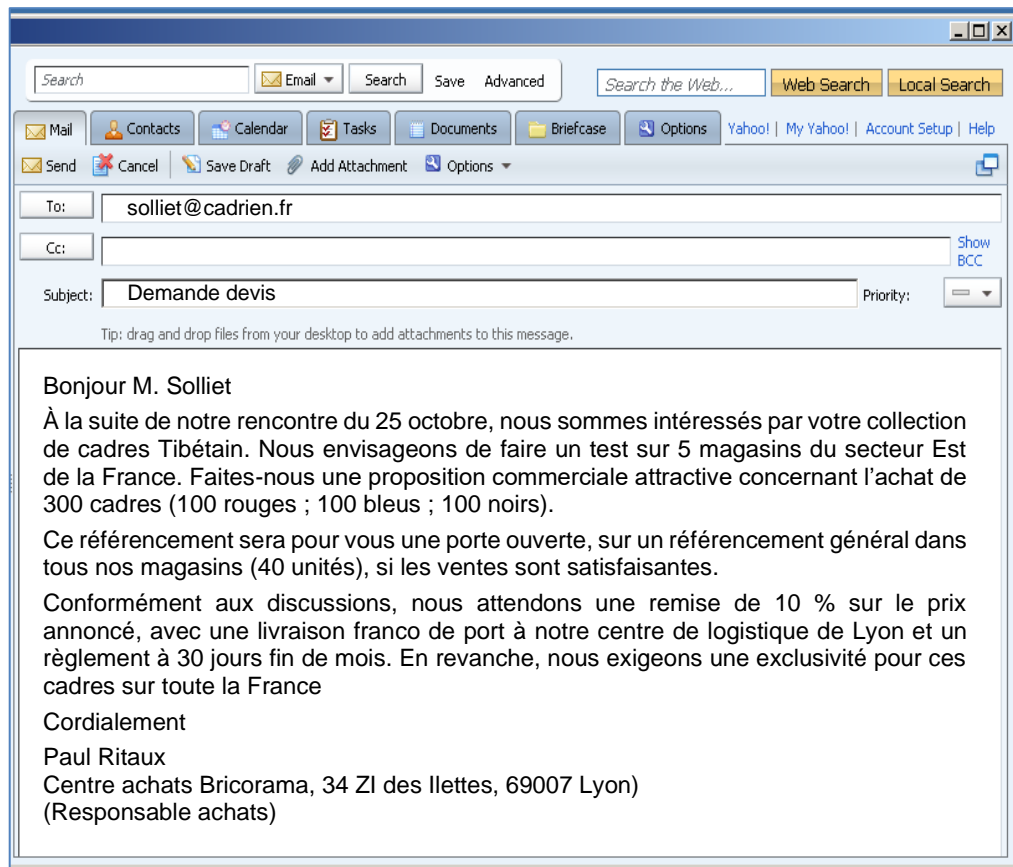 Search Email Search Save Advanced Search the Web... Web Search Local Search
Mail Contacts Calendar Tasks Documents Briefcase Options Yahoo! | My Yahoo! | Account Setup | Help
Send Cancel Save Draft Add Attachment Options
To: solliet@cadrien.fr
Cc: Show
BCC
Subject: Demande devis Priority:
Tip: drag and drop files from your desktop to add attachments to this message.
Bonjour M. Solliet
À la suite de notre rencontre du 25 octobre, nous sommes intéressés par votre collection
de cadres Tibétain. Nous envisageons de faire un test sur 5 magasins du secteur Est
de la France. Faites-nous une proposition commerciale attractive concernant l’achat de
300 cadres (100 rouges ; 100 bleus ; 100 noirs).
Ce référencement sera pour vous une porte ouverte, sur un référencement général dans
tous nos magasins (40 unités), si les ventes sont satisfaisantes.
Conformément aux discussions, nous attendons une remise de 10 % sur le prix
annoncé, avec une livraison franco de port à notre centre de logistique de Lyon et un
règlement à 30 jours fin de mois. En revanche, nous exigeons une exclusivité pour ces
cadres sur toute la France
Cordialement
Paul Ritaux
Centre achats Bricorama, 34 ZI des Ilettes, 69007 Lyon)
(Responsable achats)